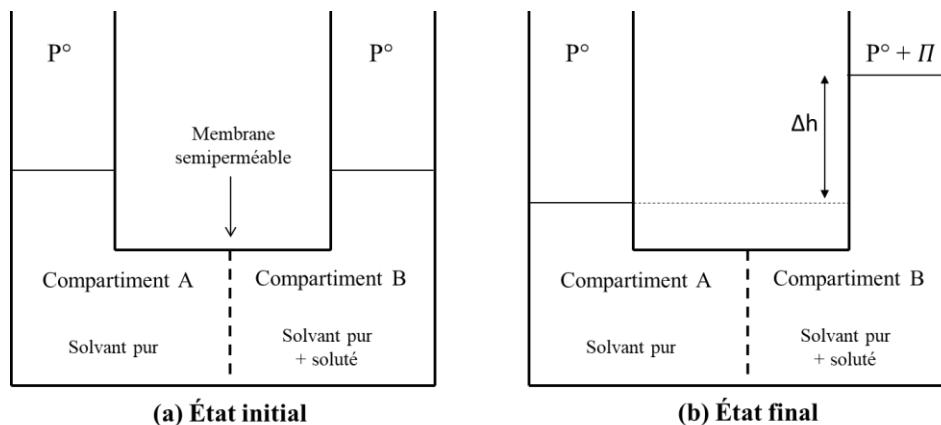 P°
P°
Membrane
semiperméable
Compartiment A
Compartiment B
Solvant pur
Solvant pur
+ soluté
(a) État initial
P°
P° + Π
Δh
Compartiment A
Compartiment B
Solvant pur
Solvant pur
+ soluté
(b) État final